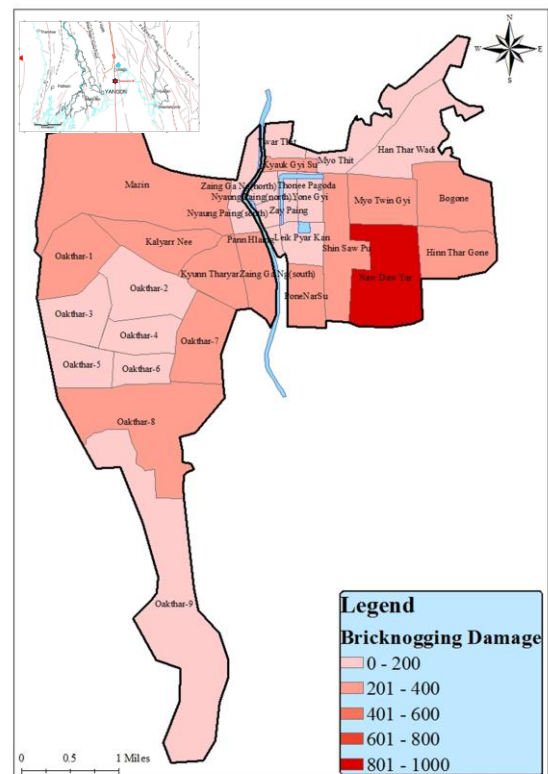 YANGON
N
W
E
S
Han Thar Wadi
Myo Thit
Kyauk Gyi Su
Mazin
Zaing Ga Ng(north)
Thonee Pagoda
Nyaung Paing(north)
Yone Gyi
Myo Twin Gyi
Bogone
Nyaung Paing(south)
Zay Paing
Kalyarr Nee
Pann Hlaing
Leik Pyar Kan
Shin Saw Pu
Hinn Thar Gone
Oakthar-1
Kyunn Tharyar
Zaing Ga Ng(south)
Oakthar-2
PoneNarSu
Naw Daw Yar
Oakthar-3
Oakthar-4
Oakthar-7
Oakthar-5
Oakthar-6
Oakthar-8
Oakthar-9
Legend
Bricknogging Damage
0 - 200
201 - 400
401 - 600
601 - 800
801 - 1000
0 0.5 1 Miles